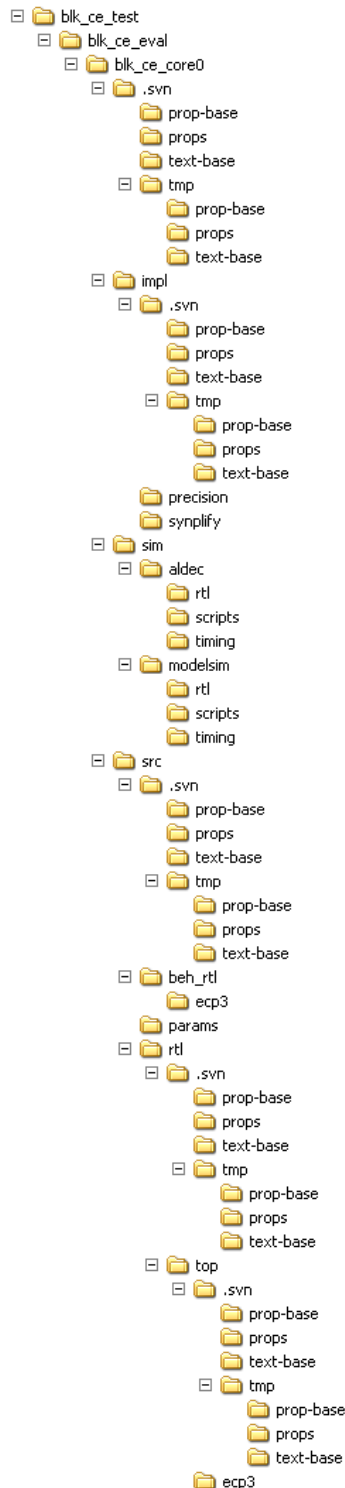 blk_ce_test
blk_ce_eval
blk_ce_core0
.svn
prop-base
props
text-base
tmp
prop-base
props
text-base
impl
.svn
prop-base
props
text-base
tmp
prop-base
props
text-base
precision
synplify
sim
aldec
rtl
scripts
timing
modelsim
rtl
scripts
timing
src
.svn
prop-base
props
text-base
tmp
prop-base
props
text-base
beh_rtl
ecp3
params
rtl
.svn
prop-base
props
text-base
tmp
prop-base
props
text-base
top
.svn
prop-base
props
text-base
tmp
prop-base
props
text-base
ecp3